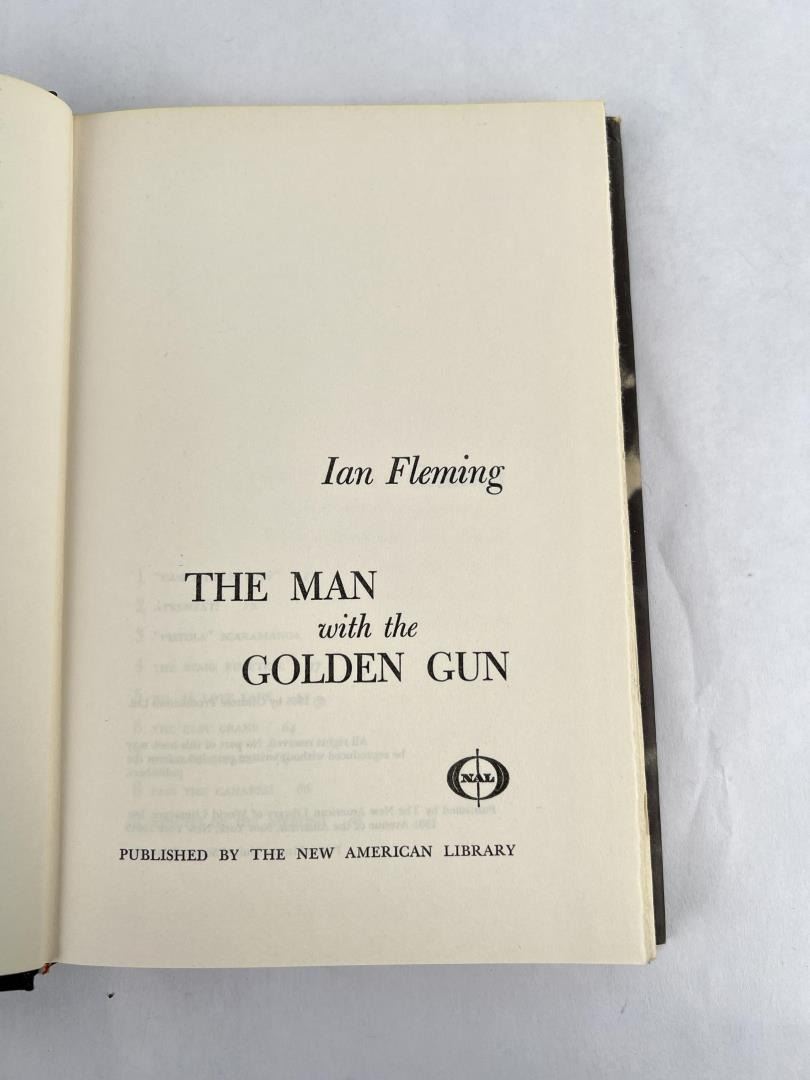 Ian Fleming
THE MAN
with the
GOLDEN GUN
NAL
PUBLISHED BY THE NEW AMERICAN LIBRARY